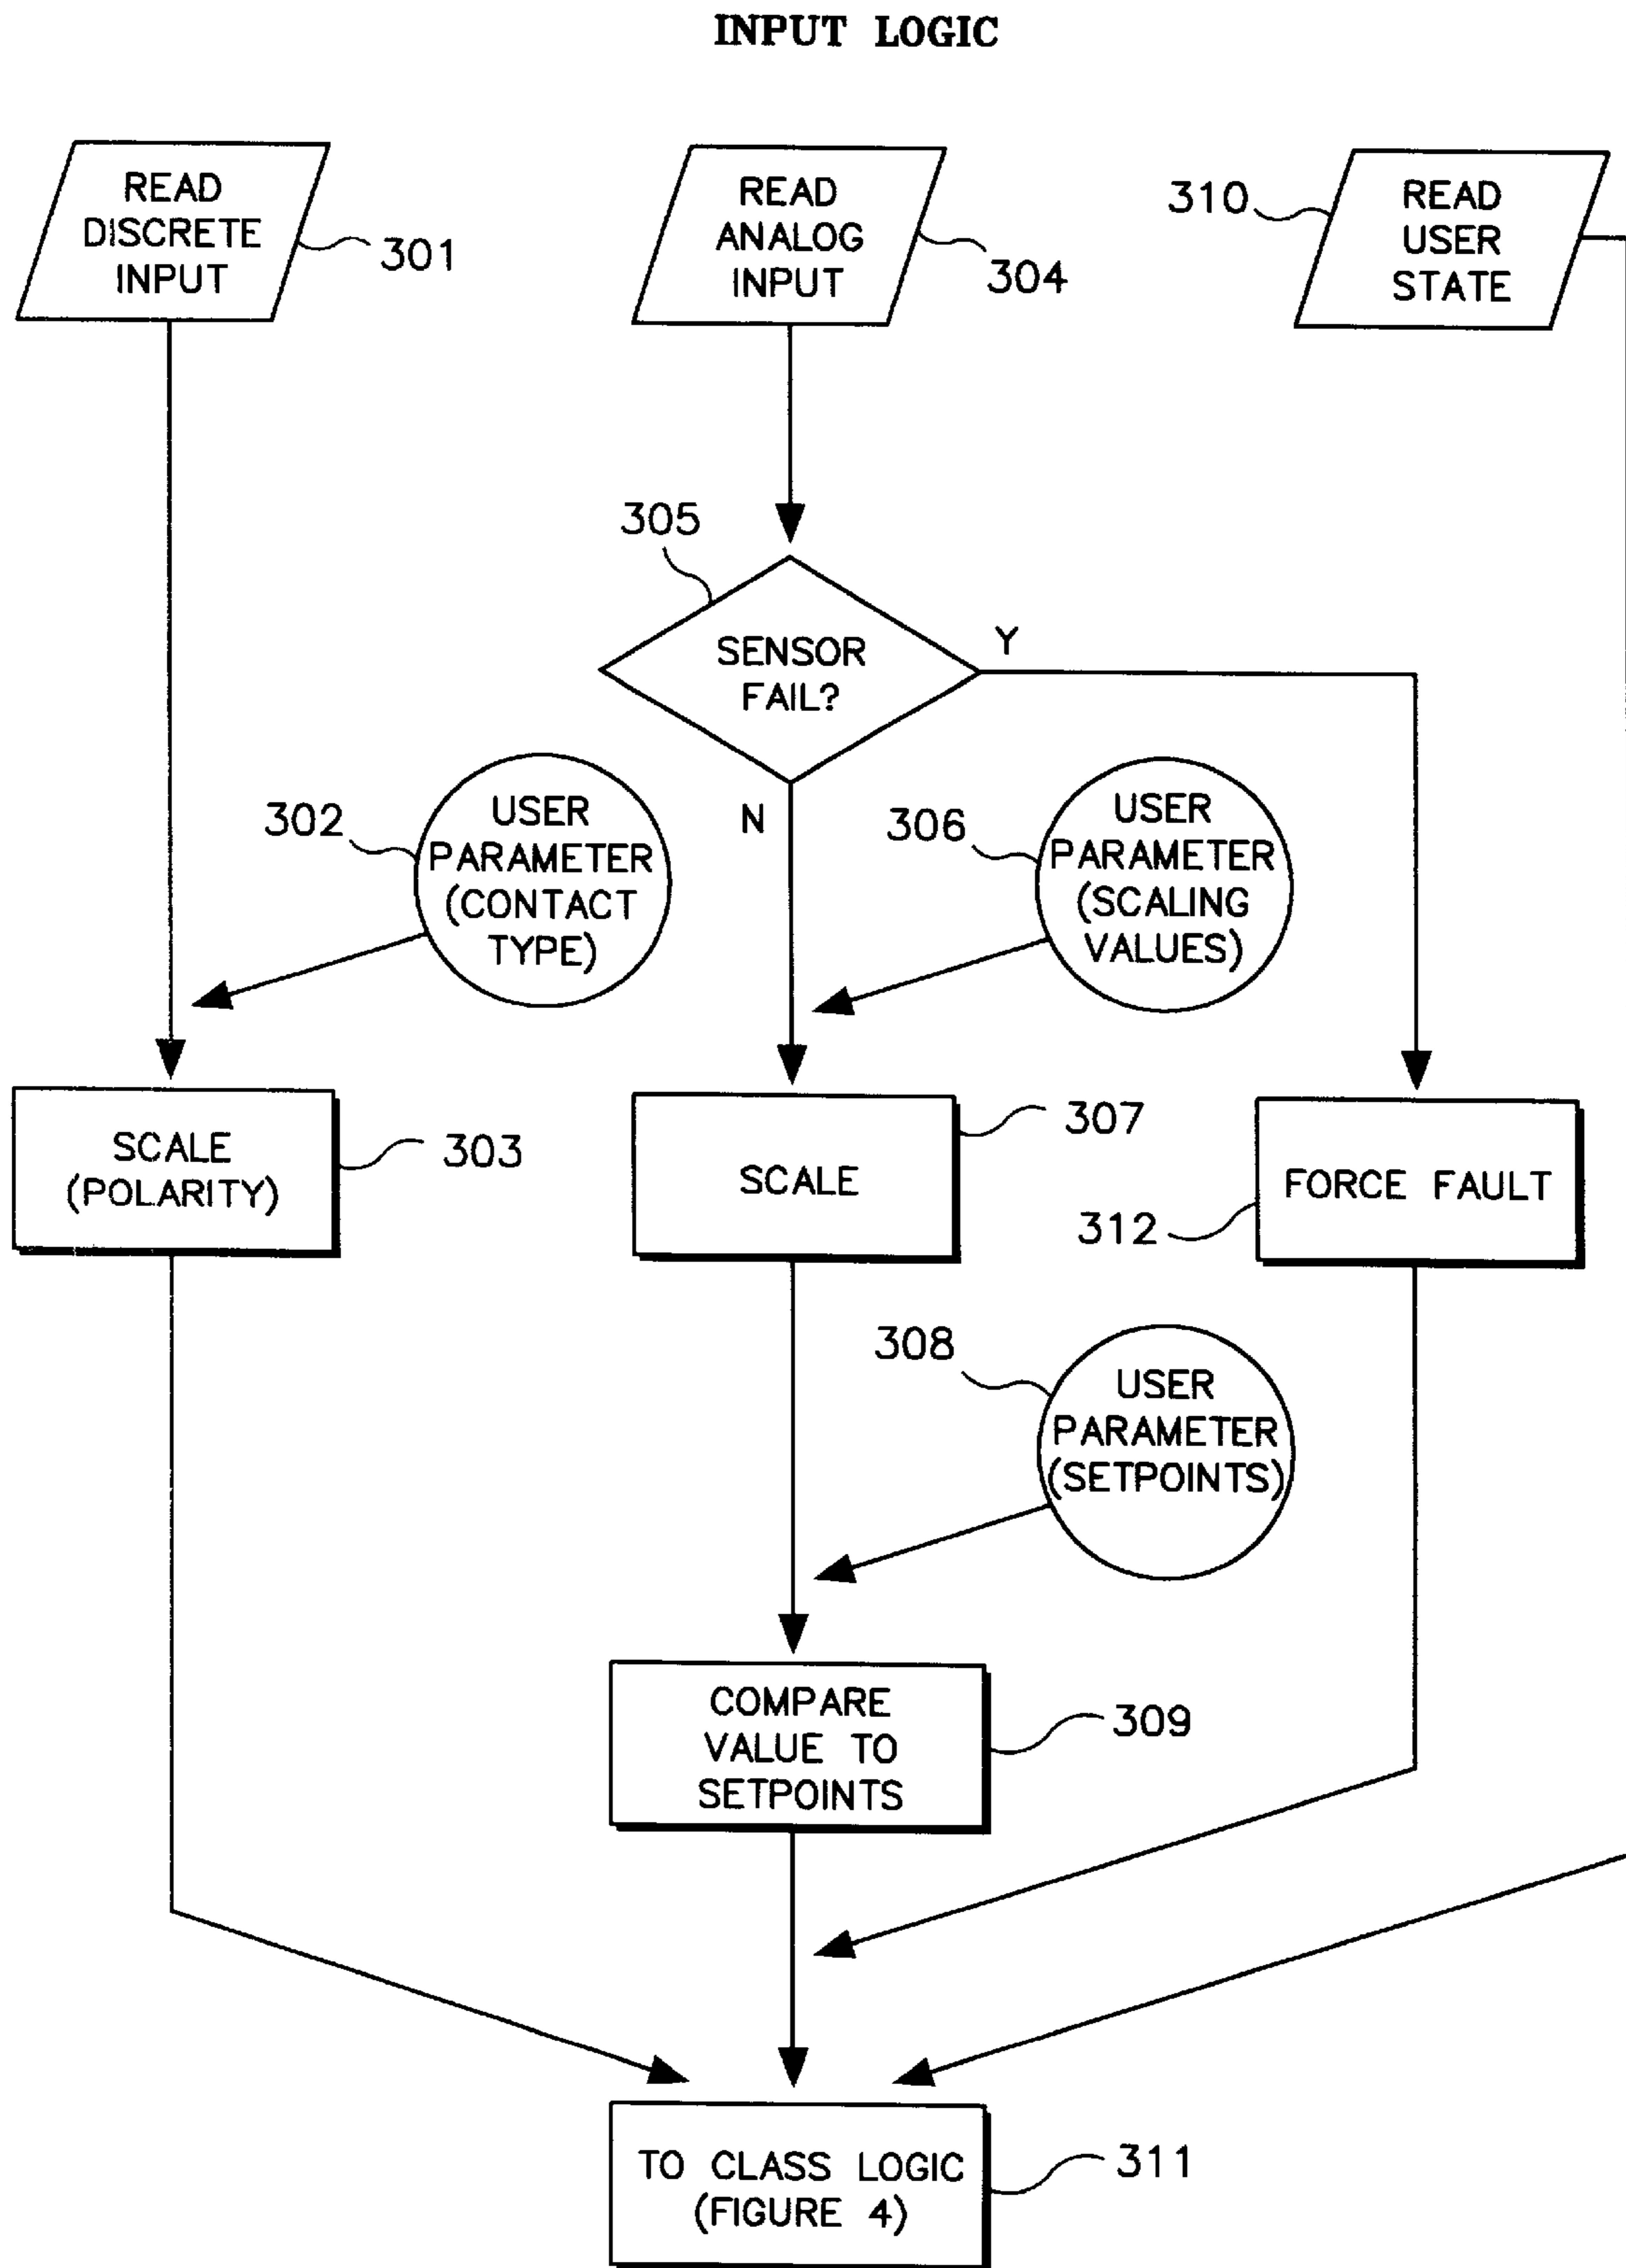 INPUT LOGIC
READ
DISCRETE
INPUT
301
READ
ANALOG
INPUT
304
310
READ
USER
STATE
305
SENSOR
FAIL?
Y
N
302
USER
PARAMETER
(CONTACT
TYPE)
306
USER
PARAMETER
(SCALING
VALUES)
SCALE
(POLARITY)
303
SCALE
307
FORCE FAULT
312
308
USER
PARAMETER
(SETPOINTS)
COMPARE
VALUE TO
SETPOINTS
309
TO CLASS LOGIC
(FIGURE 4)
311